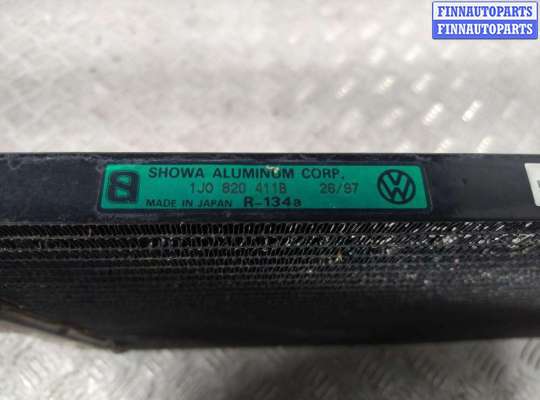 FINNAUTOPARTS
FINNAUTOPARTS
SHOWA ALUMINUM CORP.
1J0 820 411B 26/97
MADE IN JAPAN R-134a